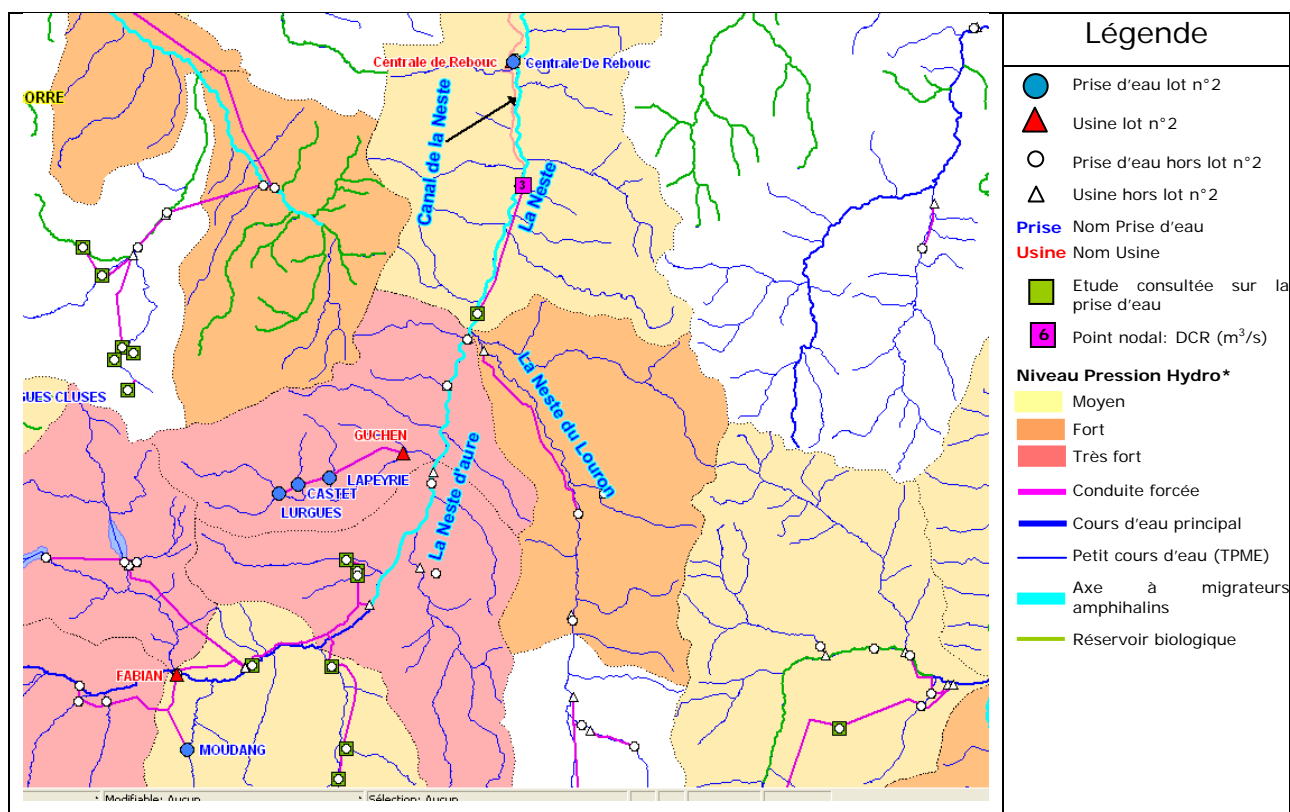 Centrale de Rebouc
Centrale De Rebouc
ORRE
Canal de la Neste
3
La Neste
La Neste du Louron
GUES CLUSES
GUCHEN
La Neste d'aure
LAPEYRIE
CASTET
LURGUES
FABIAN
MOUDANG
Modifiable: Aucun
Sélection: Aucun
Légende
Prise d'eau lot n°2
Usine lot n°2
Prise d'eau hors lot n°2
Usine hors lot n°2
Prise Nom Prise d'eau
Usine Nom Usine
Etude consultée sur la
prise d'eau
6 Point nodal: DCR (m³/s)
Niveau Pression Hydro*
Moyen
Fort
Très fort
Conduite forcée
Cours d'eau principal
Petit cours d'eau (TPME)
Axe à migrateurs
amphihalins
Réservoir biologique